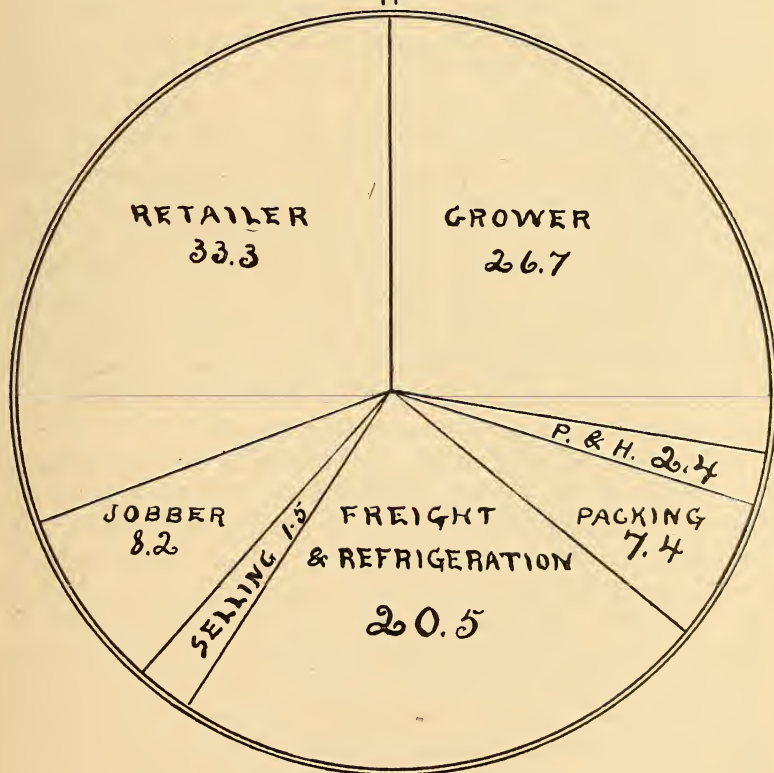 RETAILER
33.3
GROWER
26.7
P. & H. 2.4
PACKING
7.4
FREIGHT
& REFRIGERATION
20.5
SELLING 1.5
JOBBER
8.2